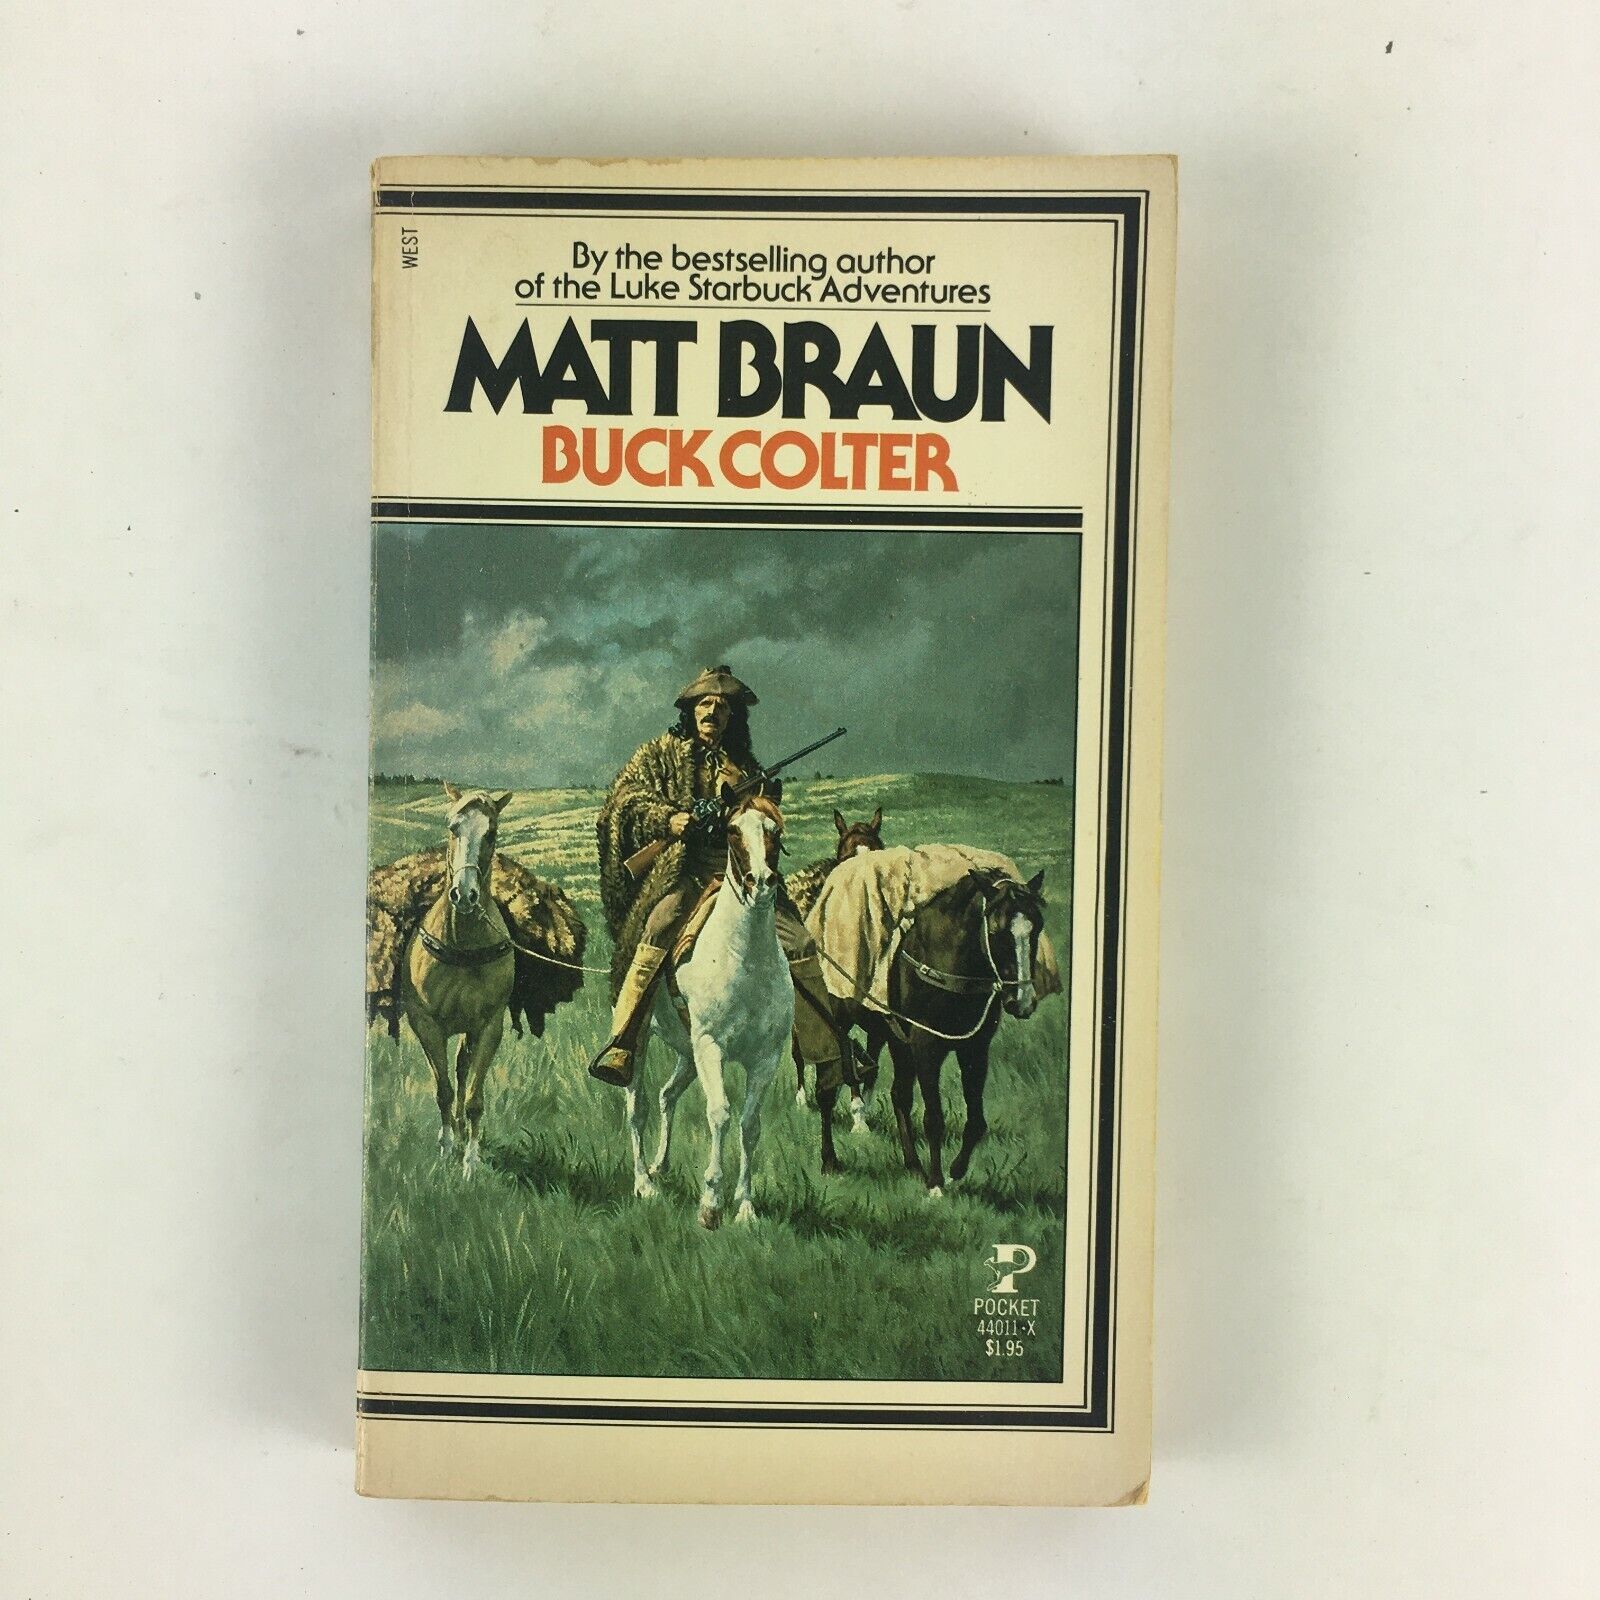 WEST
By the bestselling author
of the Luke Starbuck Adventures
MATT BRAUN
BUCK COLTER
P
POCKET
44011·X
$1.95